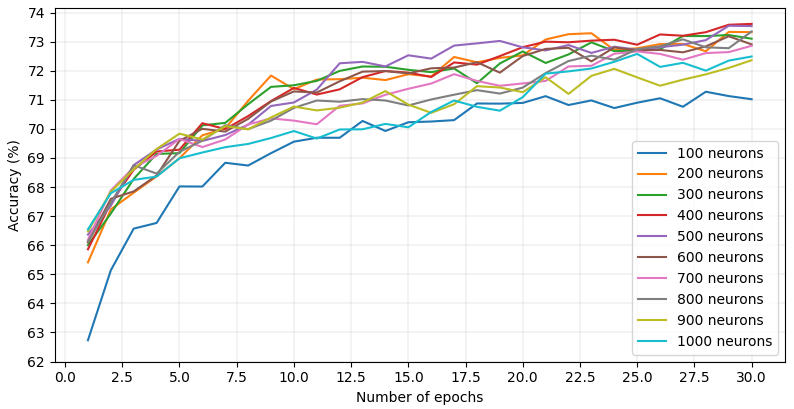 74
73
72
71
70
69
68
67
66
65
64
63
62
Accuracy (%)
100 neurons
200 neurons
300 neurons
400 neurons
500 neurons
600 neurons
700 neurons
800 neurons
900 neurons
1000 neurons
0.0 2.5 5.0 7.5 10.0 12.5 15.0 17.5 20.0 22.5 25.0 27.5 30.0
Number of epochs